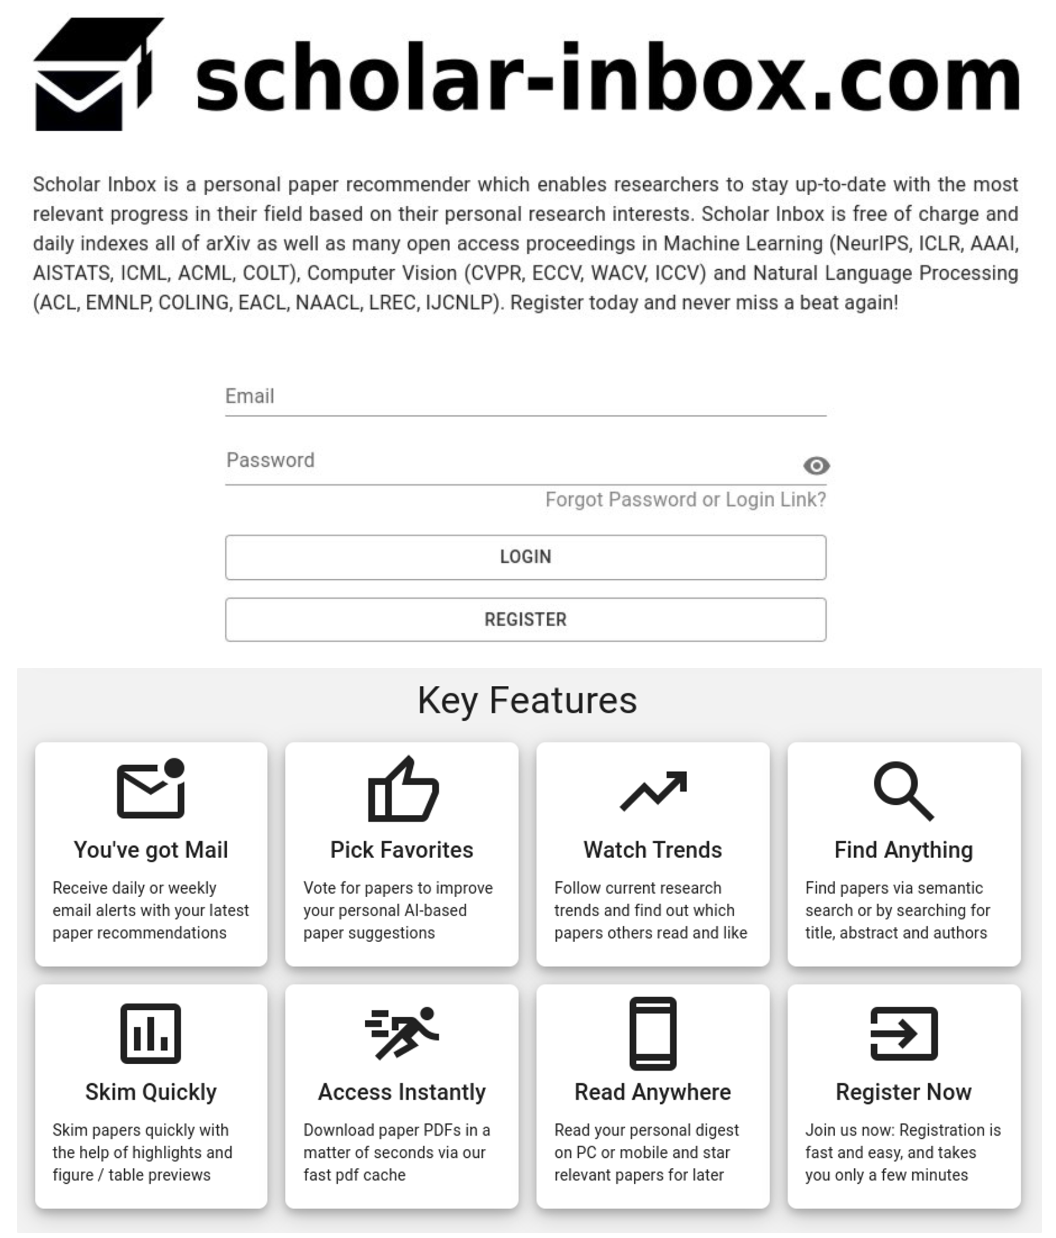 scholar-inbox.com
Scholar Inbox is a personal paper recommender which enables researchers to stay up-to-date with the most
relevant progress in their field based on their personal research interests. Scholar Inbox is free of charge and
daily indexes all of arXiv as well as many open access proceedings in Machine Learning (NeurIPS, ICLR, AAAI,
AISTATS, ICML, ACML, COLT), Computer Vision (CVPR, ECCV, WACV, ICCV) and Natural Language Processing
(ACL, EMNLP, COLING, EACL, NAACL, LREC, IJCNLP). Register today and never miss a beat again!
Email
Password
Forgot Password or Login Link?
LOGIN
REGISTER
Key Features
You've got Mail
Receive daily or weekly
email alerts with your latest
paper recommendations
Pick Favorites
Vote for papers to improve
your personal AI-based
paper suggestions
Watch Trends
Follow current research
trends and find out which
papers others read and like
Find Anything
Find papers via semantic
search or by searching for
title, abstract and authors
Skim Quickly
Skim papers quickly with
the help of highlights and
figure / table previews
Access Instantly
Download paper PDFs in a
matter of seconds via our
fast pdf cache
Read Anywhere
Read your personal digest
on PC or mobile and star
relevant papers for later
Register Now
Join us now: Registration is
fast and easy, and takes
you only a few minutes